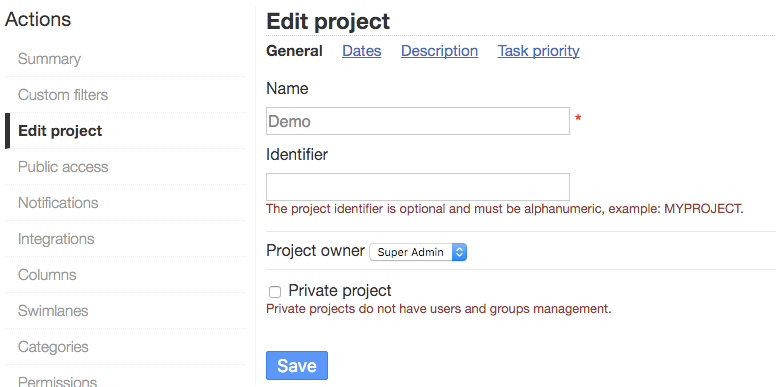 Actions
Summary
Custom filters
Edit project
Public access
Notifications
Integrations
Columns
Swimlanes
Categories
Permissions
Edit project
General Dates Description Task priority
Name
Demo *
Identifier
The project identifier is optional and must be alphanumeric, example: MYPROJECT.
Project owner Super Admin
Private project
Private projects do not have users and groups management.
Save